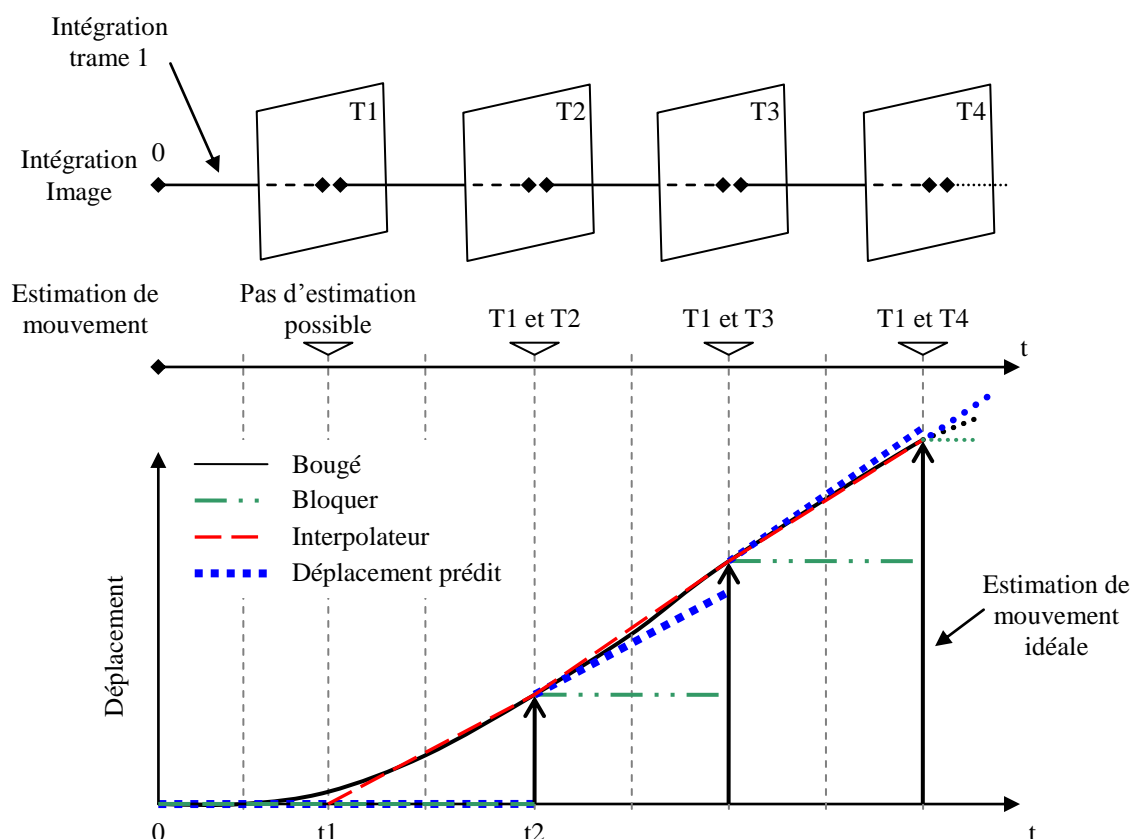 Intégration
trame 1
T1
T2
T3
T4
0
Intégration
Image
Estimation de
mouvement
Pas d’estimation
possible
T1 et T2
T1 et T3
T1 et T4
t
Bougé
Bloquer
Interpolateur
Déplacement prédit
Déplacement
Estimation de
mouvement
idéale
0
t1
t2
t